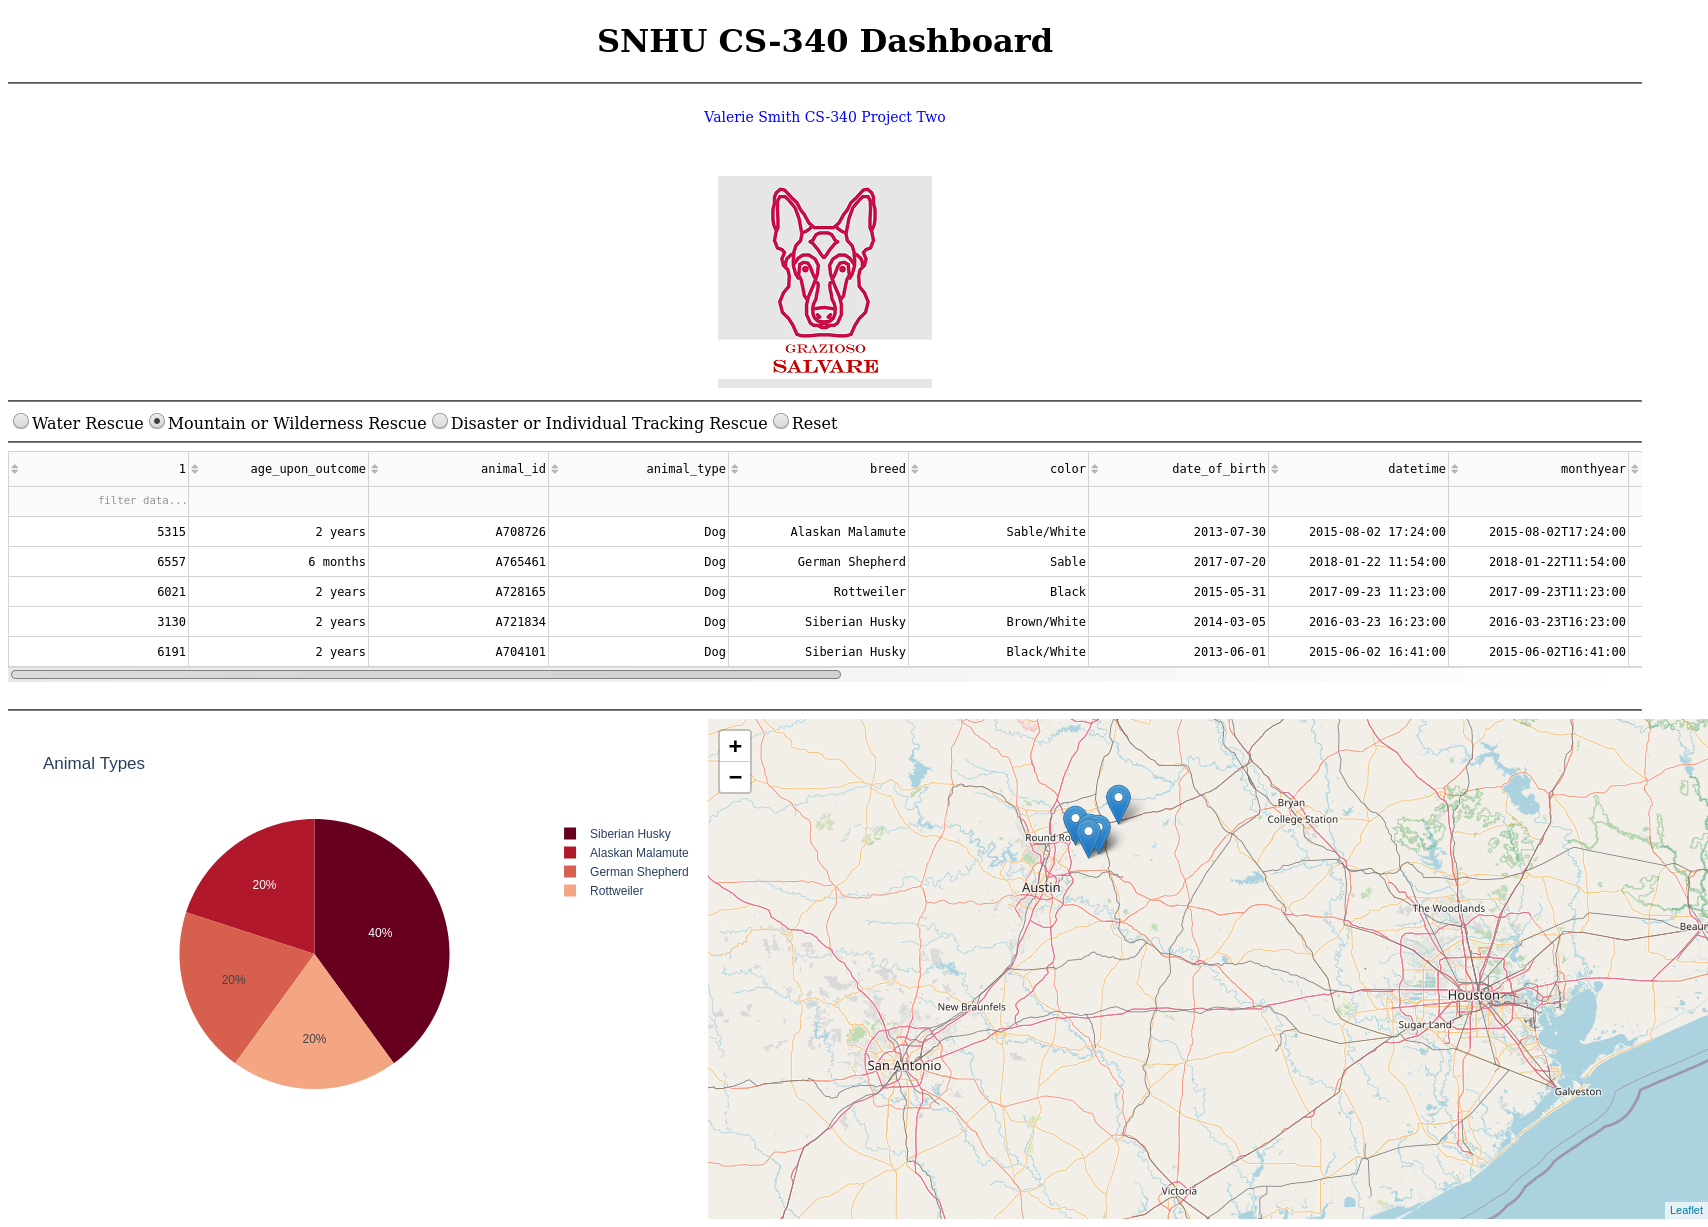 SNHU CS-340 Dashboard
Valerie Smith CS-340 Project Two
GRAZIOSO
SALVARE
Water Rescue Mountain or Wilderness Rescue Disaster or Individual Tracking Rescue Reset
1 age_upon_outcome animal_id animal_type breed color date_of_birth datetime monthyear
filter data...
5315 2 years A708726 Dog Alaskan Malamute Sable/White 2013-07-30 2015-08-02 17:24:00 2015-08-02T17:24:00
6557 6 months A765461 Dog German Shepherd Sable 2017-07-20 2018-01-22 11:54:00 2018-01-22T11:54:00
6021 2 years A728165 Dog Rottweiler Black 2015-05-31 2017-09-23 11:23:00 2017-09-23T11:23:00
3130 2 years A721834 Dog Siberian Husky Brown/White 2014-03-05 2016-03-23 16:23:00 2016-03-23T16:23:00
6191 2 years A704101 Dog Siberian Husky Black/White 2013-06-01 2015-06-02 16:41:00 2015-06-02T16:41:00
Animal Types
Siberian Husky
Alaskan Malamute
German Shepherd
Rottweiler
20%
40%
20%
20%
+
−
Bryan
College Station
Round Ro
Austin
The Woodlands
Beaur
Houston
New Braunfels
Sugar Land
San Antonio
Galveston
Victoria
Leaflet